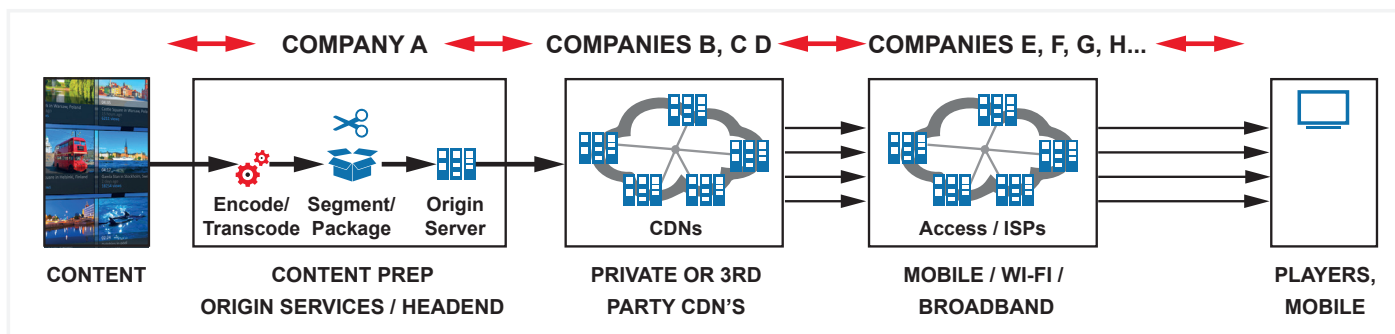 COMPANY A
COMPANIES B, C D
COMPANIES E, F, G, H...
Encode/
Transcode
Segment/
Package
Origin
Server
CDNs
Access / ISPs
CONTENT
CONTENT PREP
ORIGIN SERVICES / HEADEND
PRIVATE OR 3RD
PARTY CDN'S
MOBILE / WI-FI /
BROADBAND
PLAYERS,
MOBILE